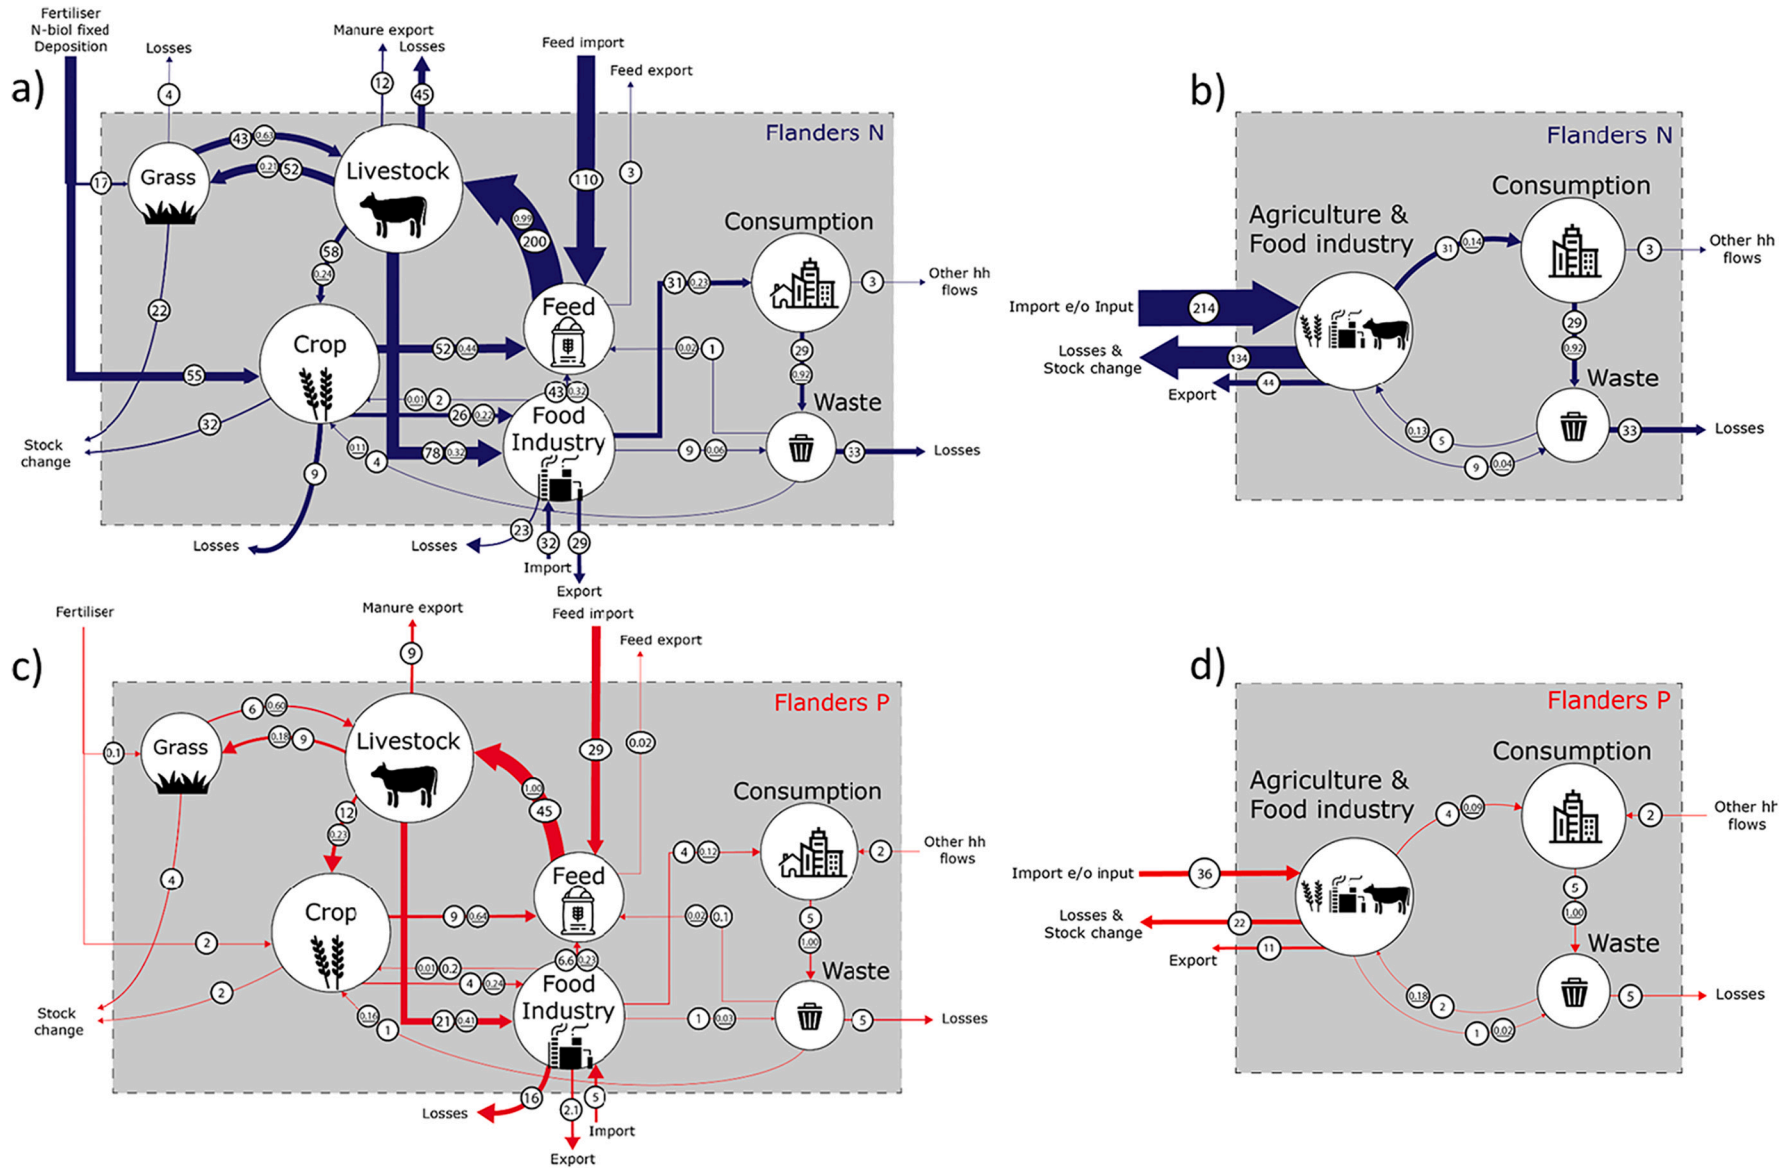 a)
Fertiliser
N-biol fixed
Deposition
Losses
Manure export
Losses
Feed import
Feed export
4
12
45
Flanders N
43 0.63
0.21 52
Grass
Livestock
17
110
3
0.99
200
58
0.24
22
Consumption
31 0.23
3
Other hh
flows
Feed
Crop
52 0.44
0.02 1
29
0.92
55
0.01 2
43 0.32
26 0.22
Food
Industry
Waste
32
Stock
change
0.11
4
78 0.32
9 0.06
33
Losses
9
23
32
29
Losses
Losses
Import
Export
b)
Flanders N
Consumption
Agriculture &
Food industry
31 0.14
3
Other hh
flows
Import e/o Input
214
29
0.92
Losses &
Stock change
134
Export
44
Waste
0.13
5
33
Losses
9 0.04
c)
Fertiliser
Manure export
Feed import
Feed export
9
Flanders P
6 0.60
0.18 9
Grass
Livestock
0.1
29
0.02
1.00
45
12
0.23
4
Consumption
4 0.12
2
Other hh
flows
Feed
Crop
9 0.64
0.02 0.1
5
1.00
2
0.01 0.2
6.6 0.23
4 0.24
Food
Industry
Waste
2
Stock
change
0.16
1
21 0.41
1 0.03
5
Losses
16
2.1
5
Losses
Import
Export
d)
Flanders P
Consumption
Agriculture &
Food industry
4 0.09
2
Other hh
flows
Import e/o input
36
5
1.00
Losses &
Stock change
22
Export
11
Waste
0.18
2
5
Losses
1 0.02